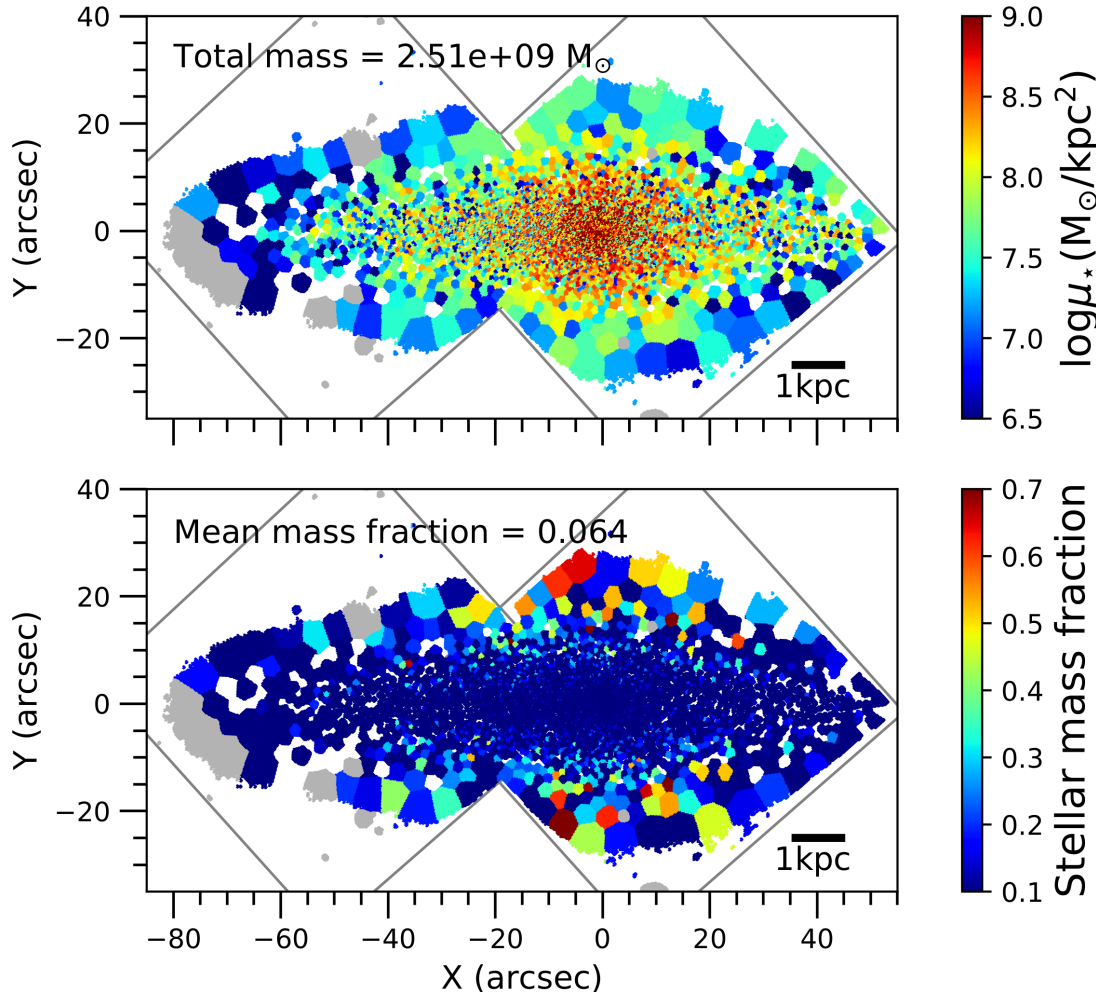 Total mass = 2.51e+09 M⊙
Y (arcsec)
40
20
0
−20
1kpc
9.0
8.5
8.0
7.5
7.0
6.5
logμ⋆(M⊙/kpc²)
Mean mass fraction = 0.064
Y (arcsec)
40
20
0
−20
1kpc
−80 −60 −40 −20 0 20 40
X (arcsec)
0.7
0.6
0.5
0.4
0.3
0.2
0.1
Stellar mass fraction